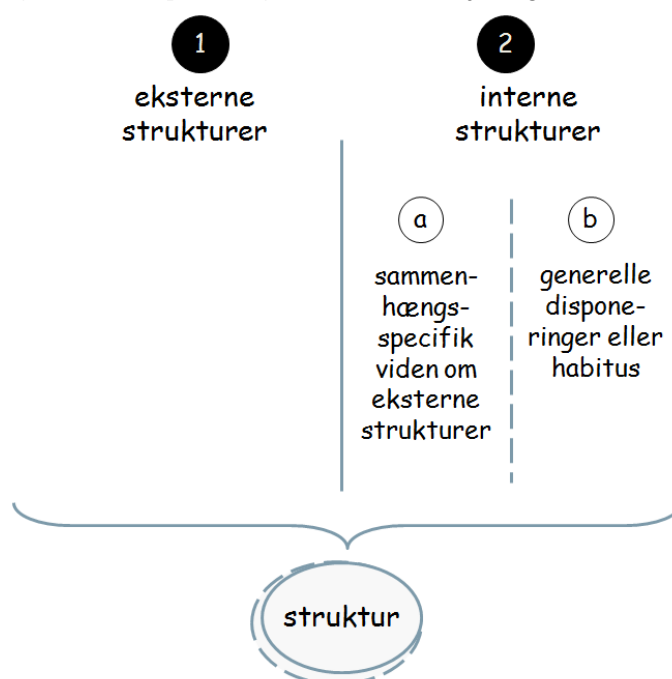 1
eksterne
strukturer
2
interne
strukturer
a
sammen-
hængs-
specifik
viden om
eksterne
strukturer
b
generelle
dispone-
ringer eller
habitus
struktur